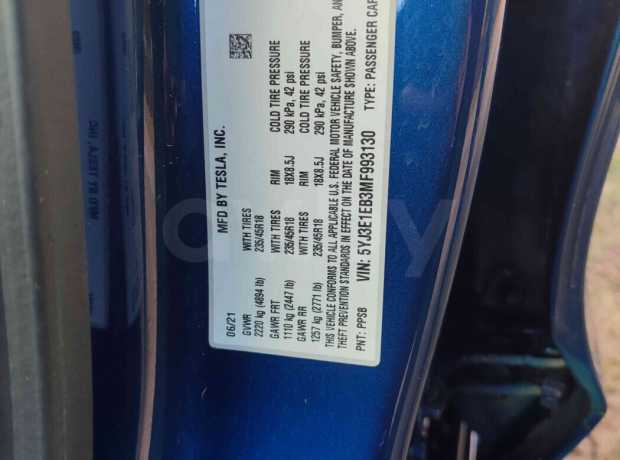 MFD BY TESLA, INC.
06/21
GVWR
2220 kg (4894 lb)
WITH TIRES
235/45R18
RIM
18X8.5J
COLD TIRE PRESSURE
290 kPa, 42 psi
GAWR FRT
1110 kg (2447 lb)
WITH TIRES
235/45R18
RIM
18X8.5J
COLD TIRE PRESSURE
290 kPa, 42 psi
GAWR RR
1257 kg (2771 lb)
THIS VEHICLE CONFORMS TO ALL APPLICABLE U.S. FEDERAL MOTOR VEHICLE SAFETY, BUMPER, AND
THEFT PREVENTION STANDARDS IN EFFECT ON THE DATE OF MANUFACTURE SHOWN ABOVE.
VIN: 5YJ3E1EB3MF993130
TYPE: PASSENGER CAR
PNT: PPSB